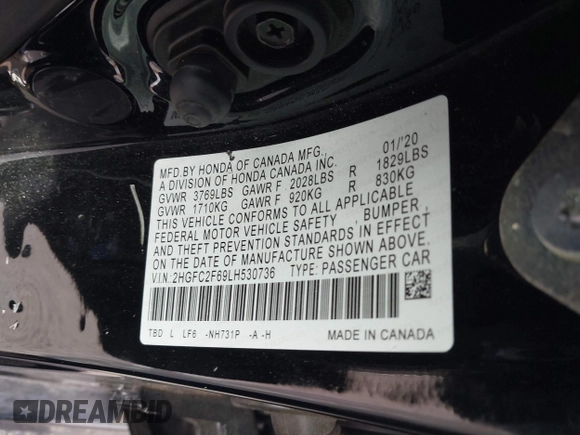 MFD.BY HONDA OF CANADA MFG. 01/'20
A DIVISION OF HONDA CANADA INC.
GVWR 3769LBS GAWR F 2028LBS R 1829LBS
GVWR 1710KG GAWR F 920KG R 830KG
THIS VEHICLE CONFORMS TO ALL APPLICABLE
FEDERAL MOTOR VEHICLE SAFETY , BUMPER ,
AND THEFT PREVENTION STANDARDS IN EFFECT
ON THE DATE OF MANUFACTURE SHOWN ABOVE.
V.I.N: 2HGFC2F69LH530736 TYPE: PASSENGER CAR
TBD L LF6 -NH731P -A -H MADE IN CANADA
DREAMBID